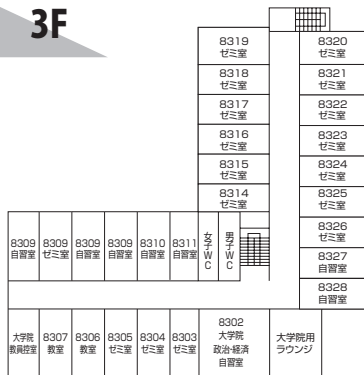 3F
8319
ゼミ室
8318
ゼミ室
8317
ゼミ室
8316
ゼミ室
8315
ゼミ室
8314
ゼミ室
8320
ゼミ室
8321
ゼミ室
8322
ゼミ室
8323
ゼミ室
8324
ゼミ室
8325
ゼミ室
8326
ゼミ室
8327
自習室
8328
自習室
8309
自習室
8309
ゼミ室
8309
自習室
8309
自習室
8310
自習室
8311
自習室
女子WC
男子WC
大学院
教員控室
8307
教室
8306
教室
8305
ゼミ室
8304
ゼミ室
8303
ゼミ室
8302
大学院
政治・経済
自習室
大学院用
ラウンジ